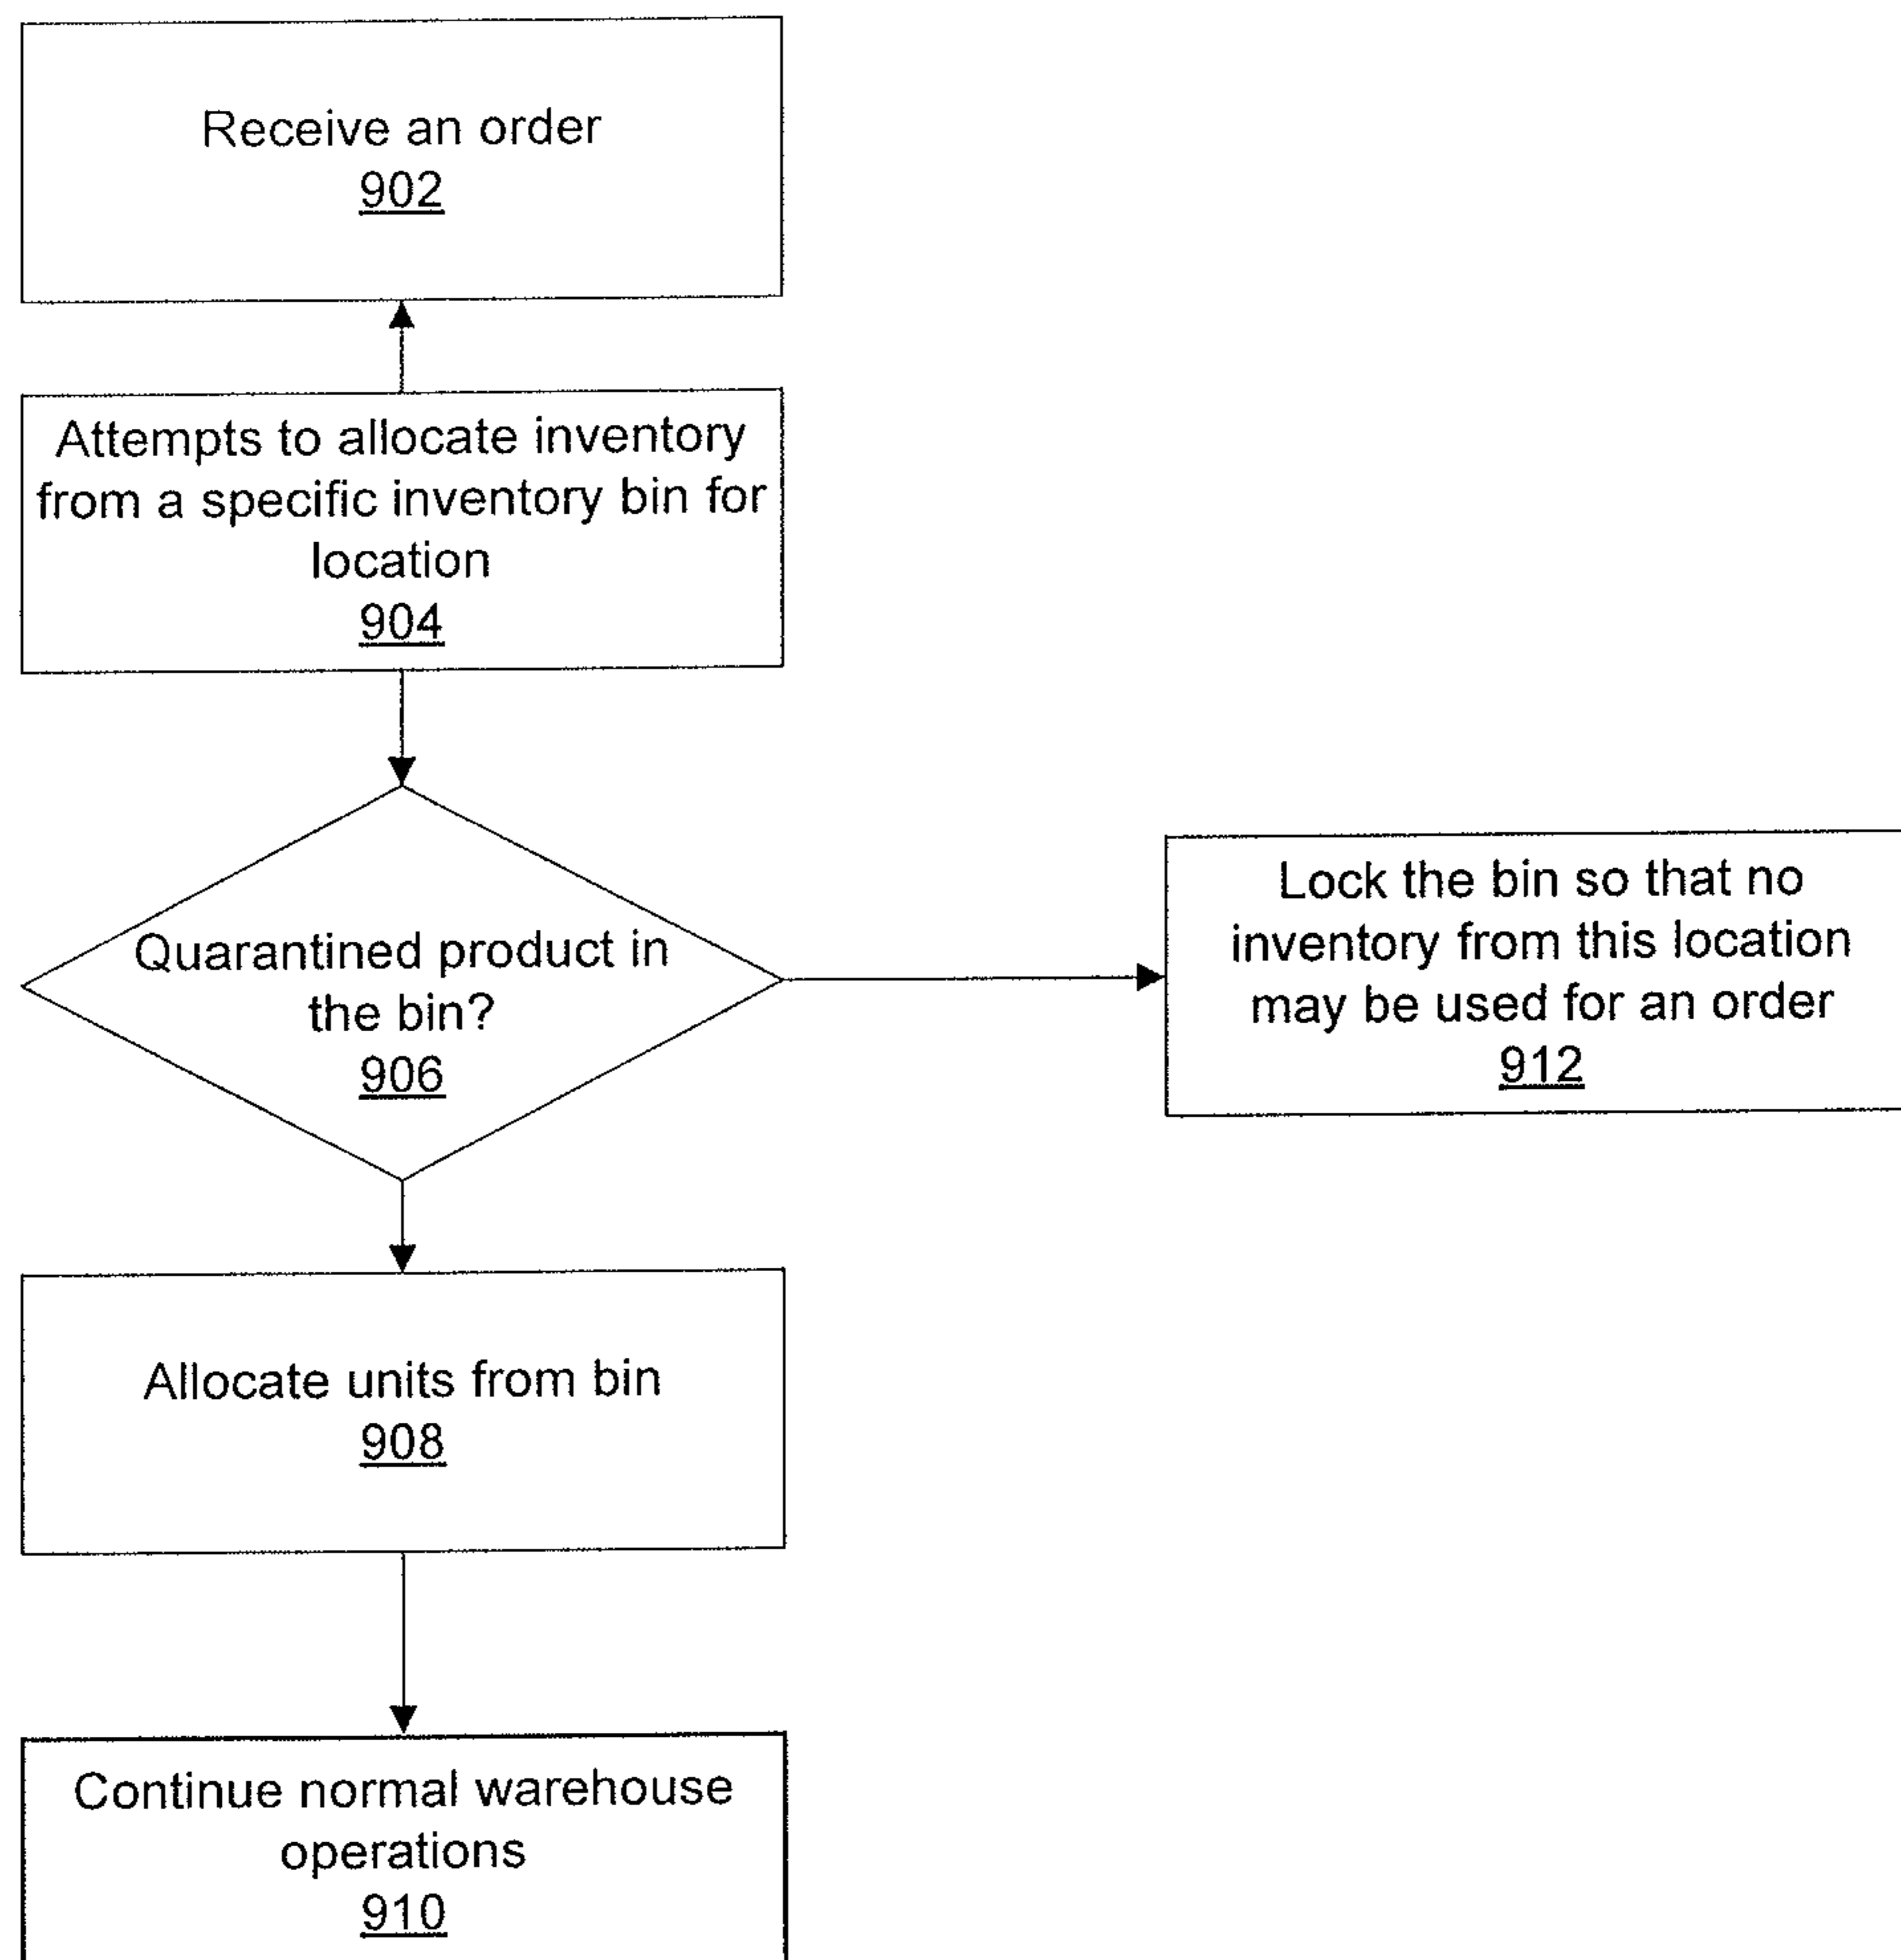 Receive an order
902
Attempts to allocate inventory
from a specific inventory bin for
location
904
Quarantined product in
the bin?
906
Lock the bin so that no
inventory from this location
may be used for an order
912
Allocate units from bin
908
Continue normal warehouse
operations
910